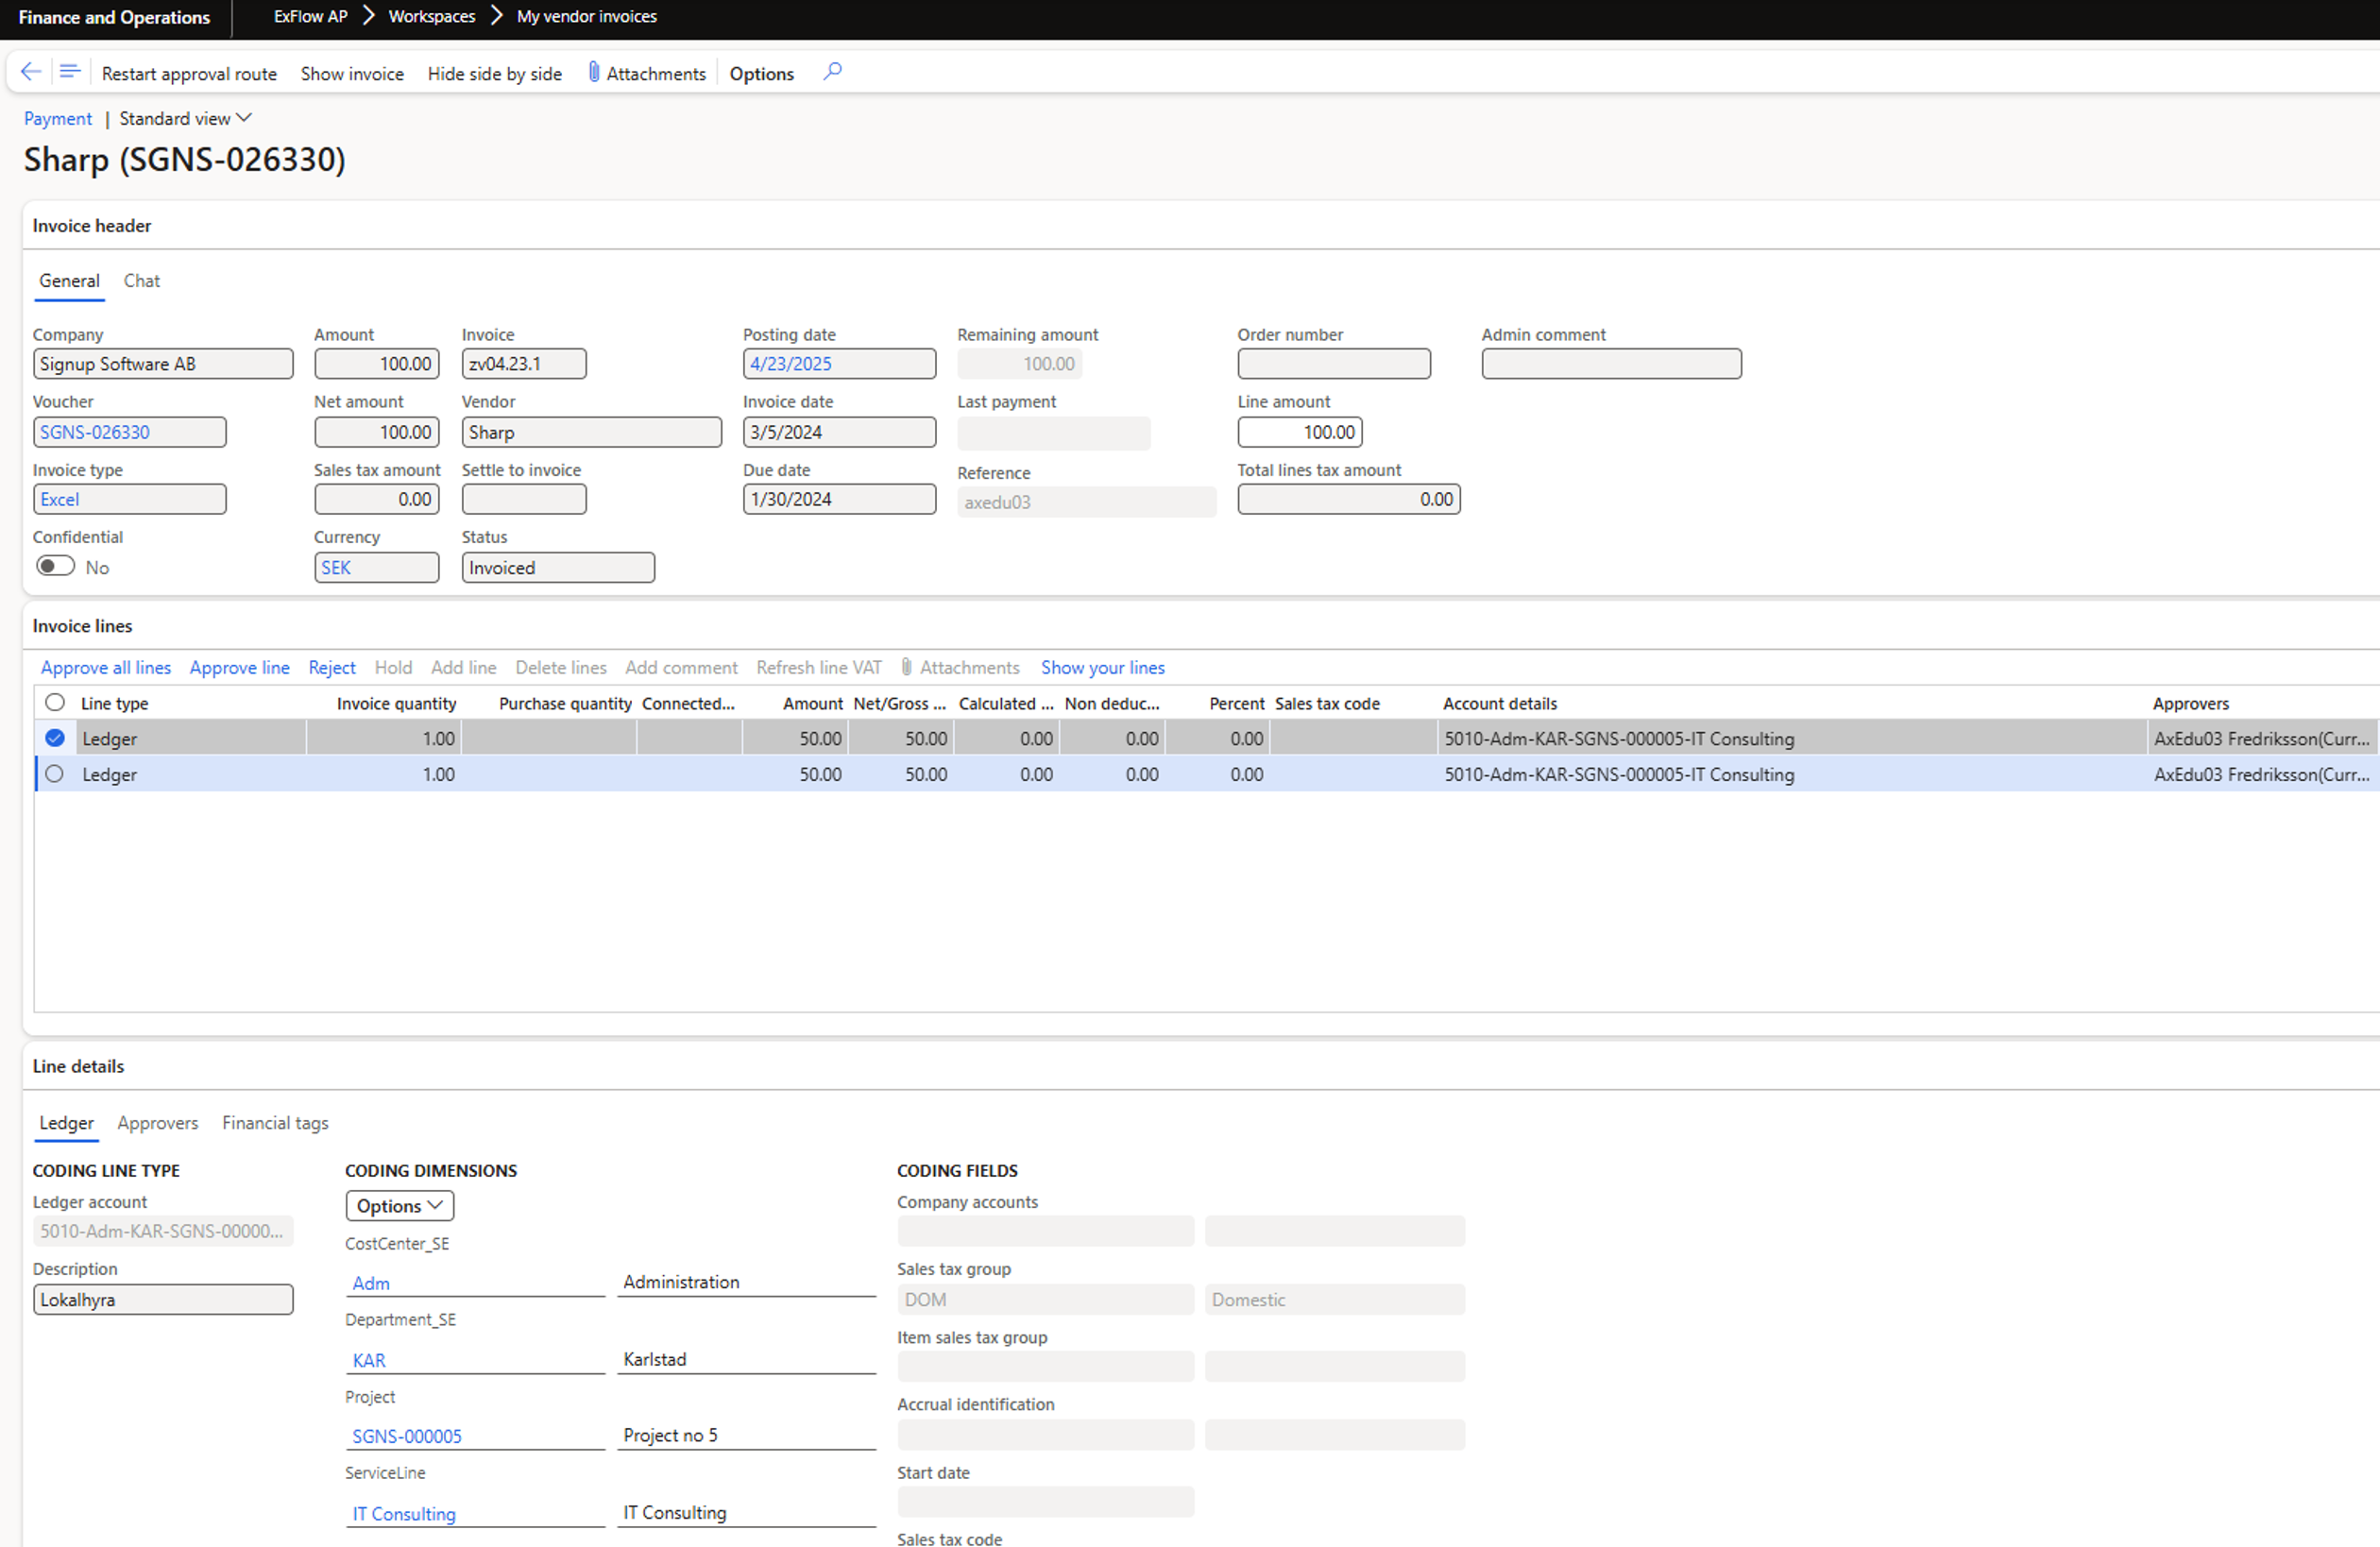 Finance and Operations ExFlow AP Workspaces My vendor invoices
Restart approval route Show invoice Hide side by side Attachments Options
Payment | Standard view
Sharp (SGNS-026330)
Invoice header
General Chat
Company Amount Invoice Posting date Remaining amount Order number Admin comment
Signup Software AB 100.00 zv04.23.1 4/23/2025 100.00
Voucher Net amount Vendor Invoice date Last payment Line amount
SGNS-026330 100.00 Sharp 3/5/2024 100.00
Invoice type Sales tax amount Settle to invoice Due date Reference Total lines tax amount
Excel 0.00 1/30/2024 axedu03 0.00
Confidential Currency Status
No SEK Invoiced
Invoice lines
Approve all lines Approve line Reject Hold Add line Delete lines Add comment Refresh line VAT Attachments Show your lines
Line type Invoice quantity Purchase quantity Connected... Amount Net/Gross ... Calculated ... Non deduc... Percent Sales tax code Account details Approvers
Ledger 1.00 50.00 50.00 0.00 0.00 0.00 5010-Adm-KAR-SGNS-000005-IT Consulting AxEdu03 Fredriksson(Curr...
Ledger 1.00 50.00 50.00 0.00 0.00 0.00 5010-Adm-KAR-SGNS-000005-IT Consulting AxEdu03 Fredriksson(Curr...
Line details
Ledger Approvers Financial tags
CODING LINE TYPE CODING DIMENSIONS CODING FIELDS
Ledger account Options Company accounts
5010-Adm-KAR-SGNS-00000...
CostCenter_SE
Description Adm Administration Sales tax group
Lokalhyra DOM Domestic
Department_SE
KAR Karlstad Item sales tax group
Project Accrual identification
SGNS-000005 Project no 5
ServiceLine Start date
IT Consulting IT Consulting
Sales tax code